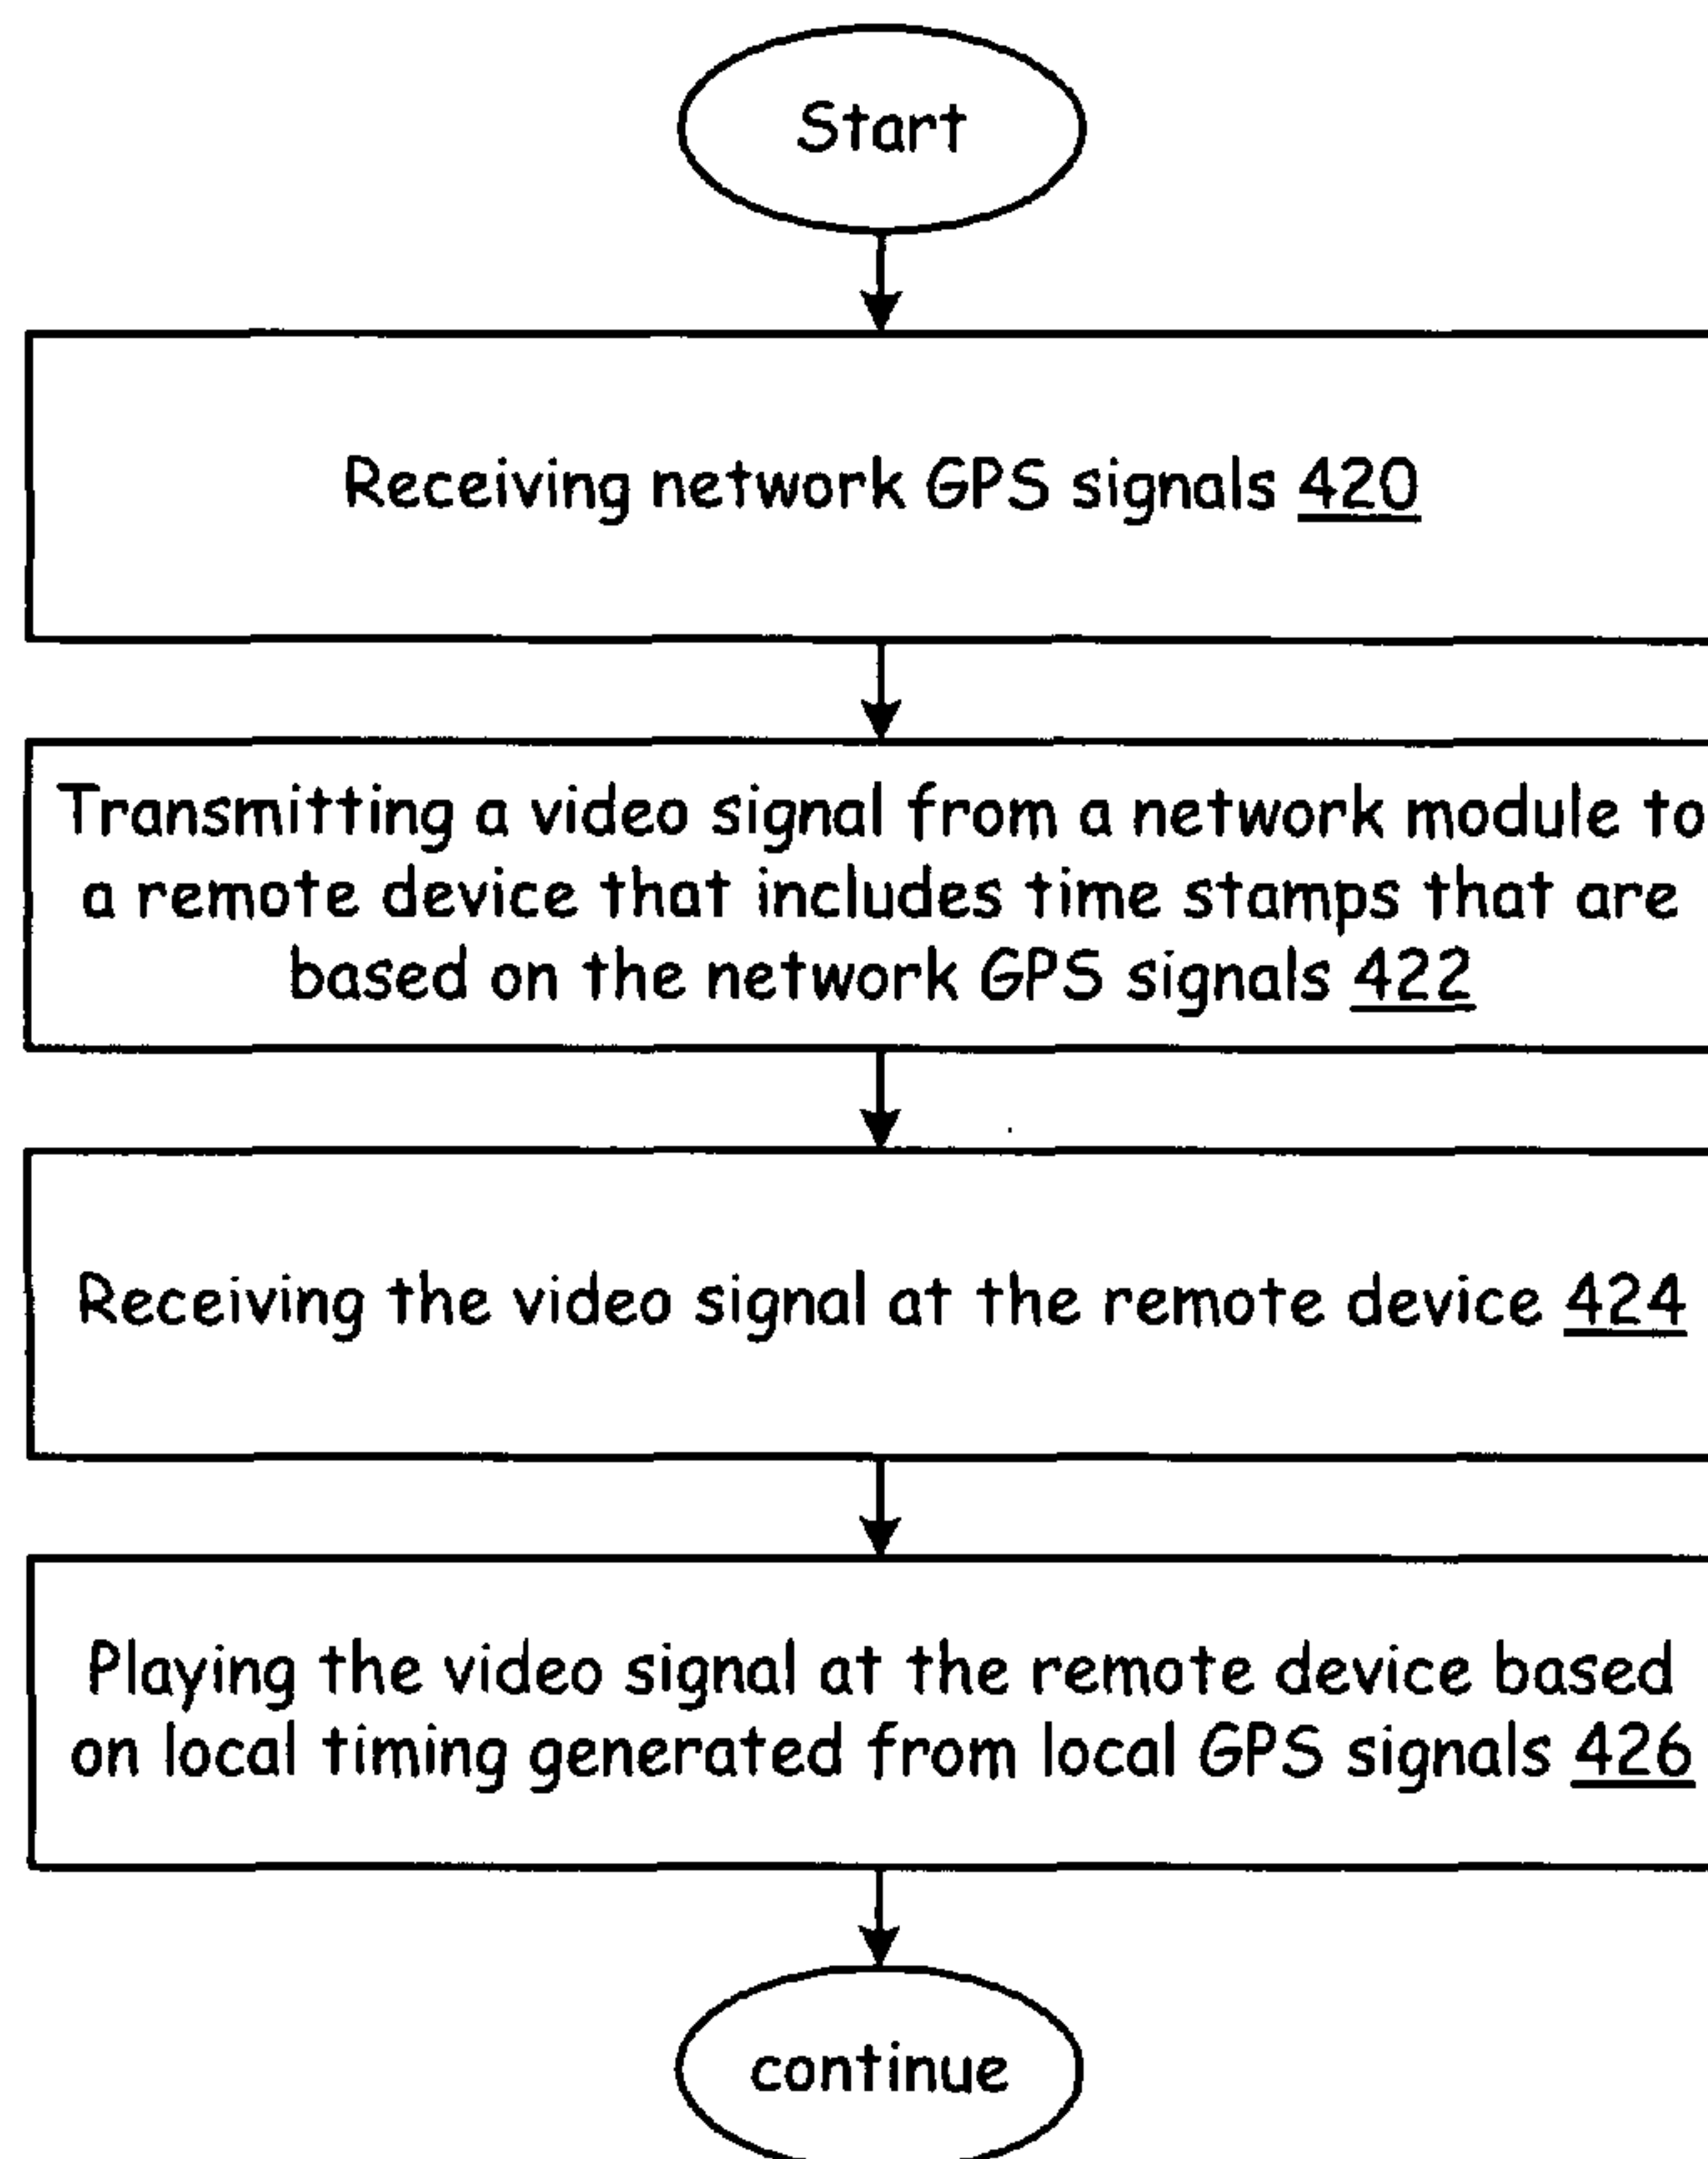 Start
Receiving network GPS signals 420
Transmitting a video signal from a network module to
a remote device that includes time stamps that are
based on the network GPS signals 422
Receiving the video signal at the remote device 424
Playing the video signal at the remote device based
on local timing generated from local GPS signals 426
continue